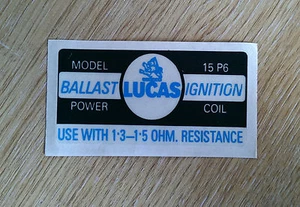 MODEL 15 P6
BALLAST LUCAS IGNITION
POWER COIL
USE WITH 1·3–1·5 OHM. RESISTANCE